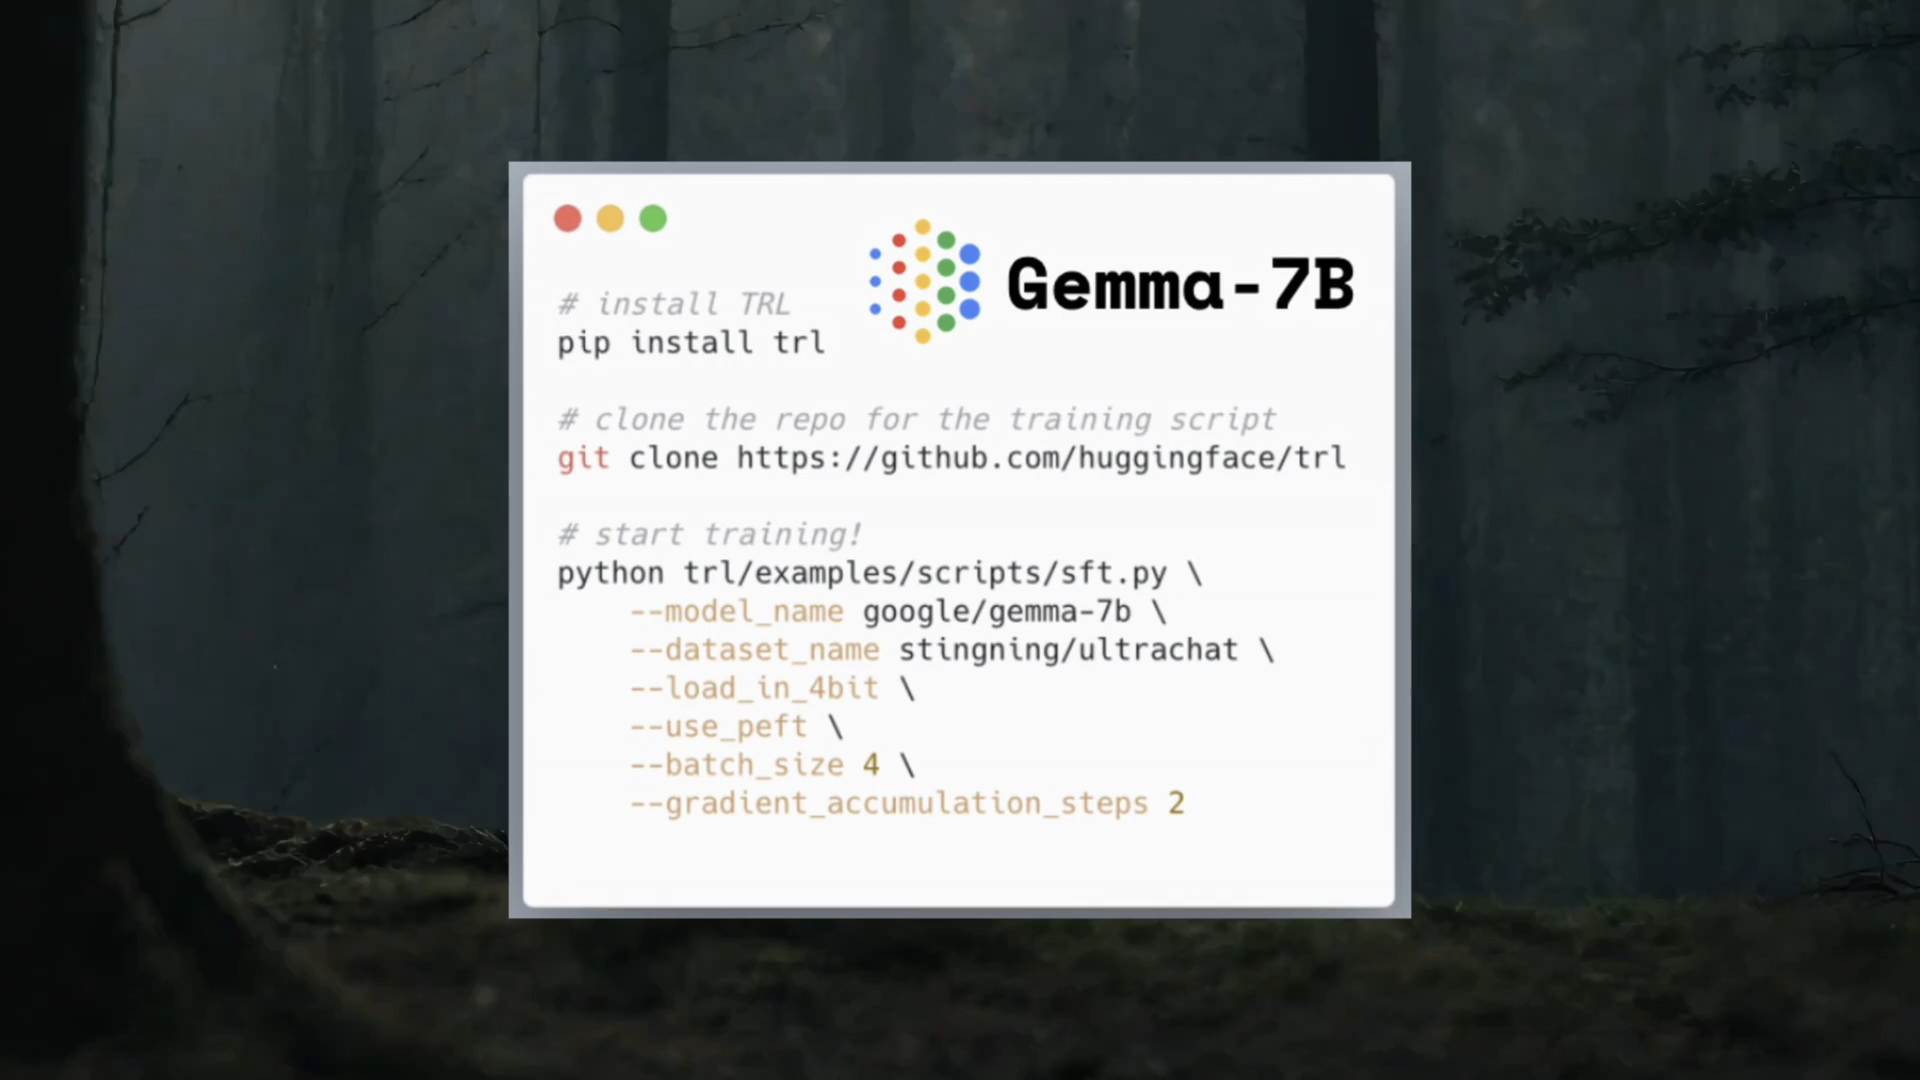 Gemma-7B
# install TRL
pip install trl
# clone the repo for the training script
git clone https://github.com/huggingface/trl
# start training!
python trl/examples/scripts/sft.py \
--model_name google/gemma-7b \
--dataset_name stingning/ultrachat \
--load_in_4bit \
--use_peft \
--batch_size 4 \
--gradient_accumulation_steps 2